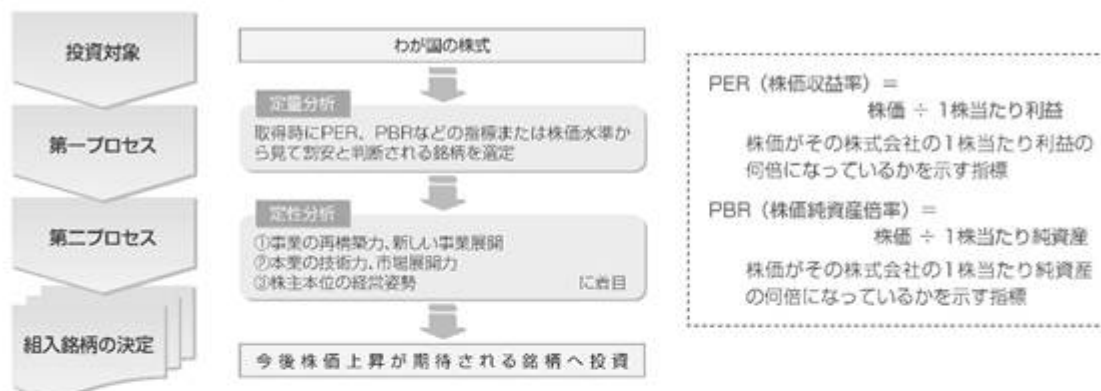 投資対象
わが国の株式
第一プロセス
定量分析
取得時にPER、PBRなどの指標または株価水準か
ら見て割安と判断される銘柄を選定
第二プロセス
定性分析
①事業の再構築力、新しい事業展開
②本業の技術力、市場展開力
③株主本位の経営姿勢 に着目
組入銘柄の決定
今後株価上昇が期待される銘柄へ投資
PER（株価収益率）＝
株価 ÷ 1株当たり利益
株価がその株式会社の1株当たり利益の
何倍になっているかを示す指標
PBR（株価純資産倍率）＝
株価 ÷ 1株当たり純資産
株価がその株式会社の1株当たり純資産
の何倍になっているかを示す指標